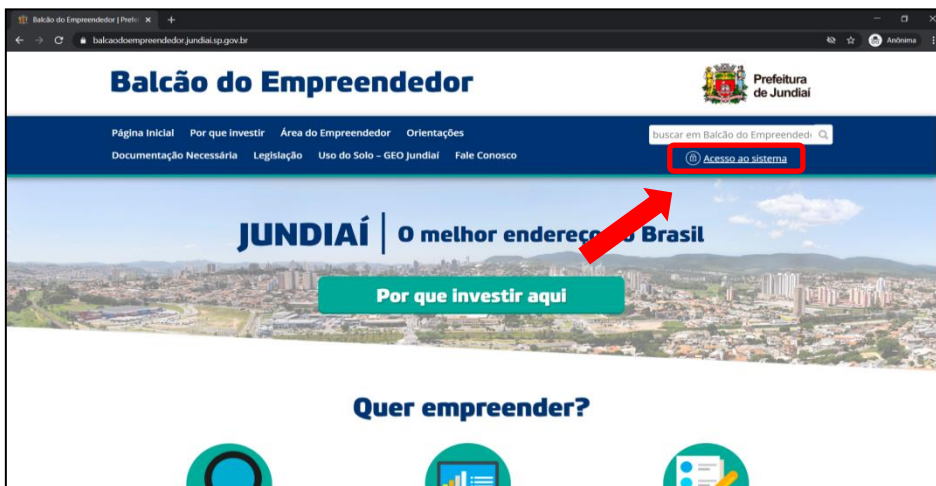 Balcão do Empreendedor | Prefei
balcaodoempreendedor.jundiai.sp.gov.br
Anônima
Balcão do Empreendedor
Prefeitura
de Jundiaí
Página Inicial Por que investir Área do Empreendedor Orientações
buscar em Balcão do Empreendedo
Documentação Necessária Legislação Uso do Solo – GEO Jundiaí Fale Conosco
Acesso ao sistema
JUNDIAÍ | O melhor endereço Brasil
Por que investir aqui
Quer empreender?